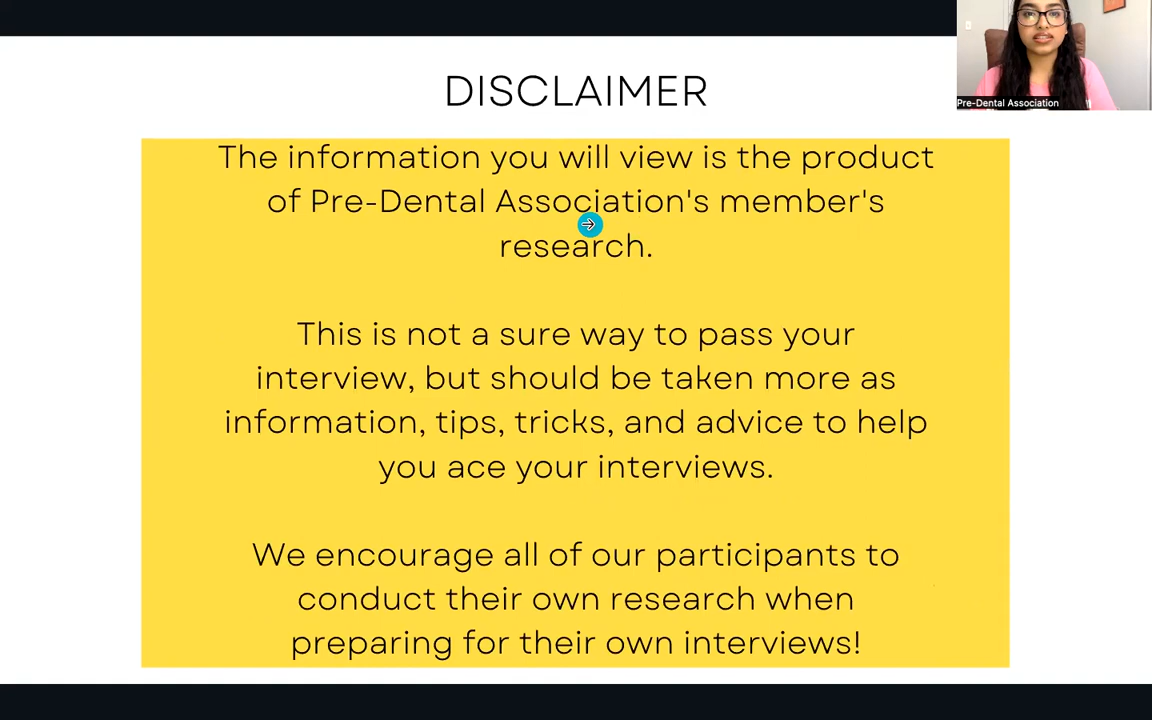 DISCLAIMER
The information you will view is the product
of Pre-Dental Association's member's
research.
This is not a sure way to pass your
interview, but should be taken more as
information, tips, tricks, and advice to help
you ace your interviews.
We encourage all of our participants to
conduct their own research when
preparing for their own interviews!
Pre-Dental Association